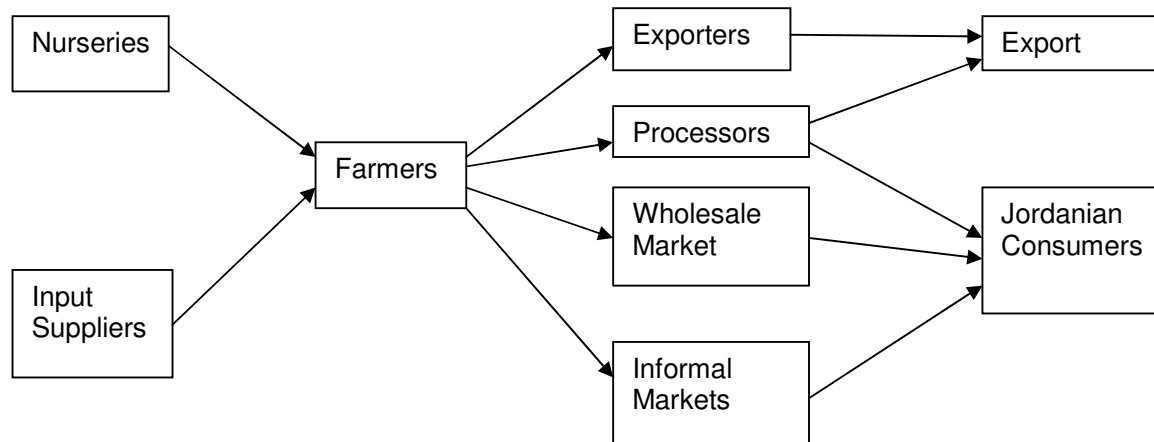 Nurseries
Input
Suppliers
Farmers
Exporters
Processors
Wholesale
Market
Informal
Markets
Export
Jordanian
Consumers